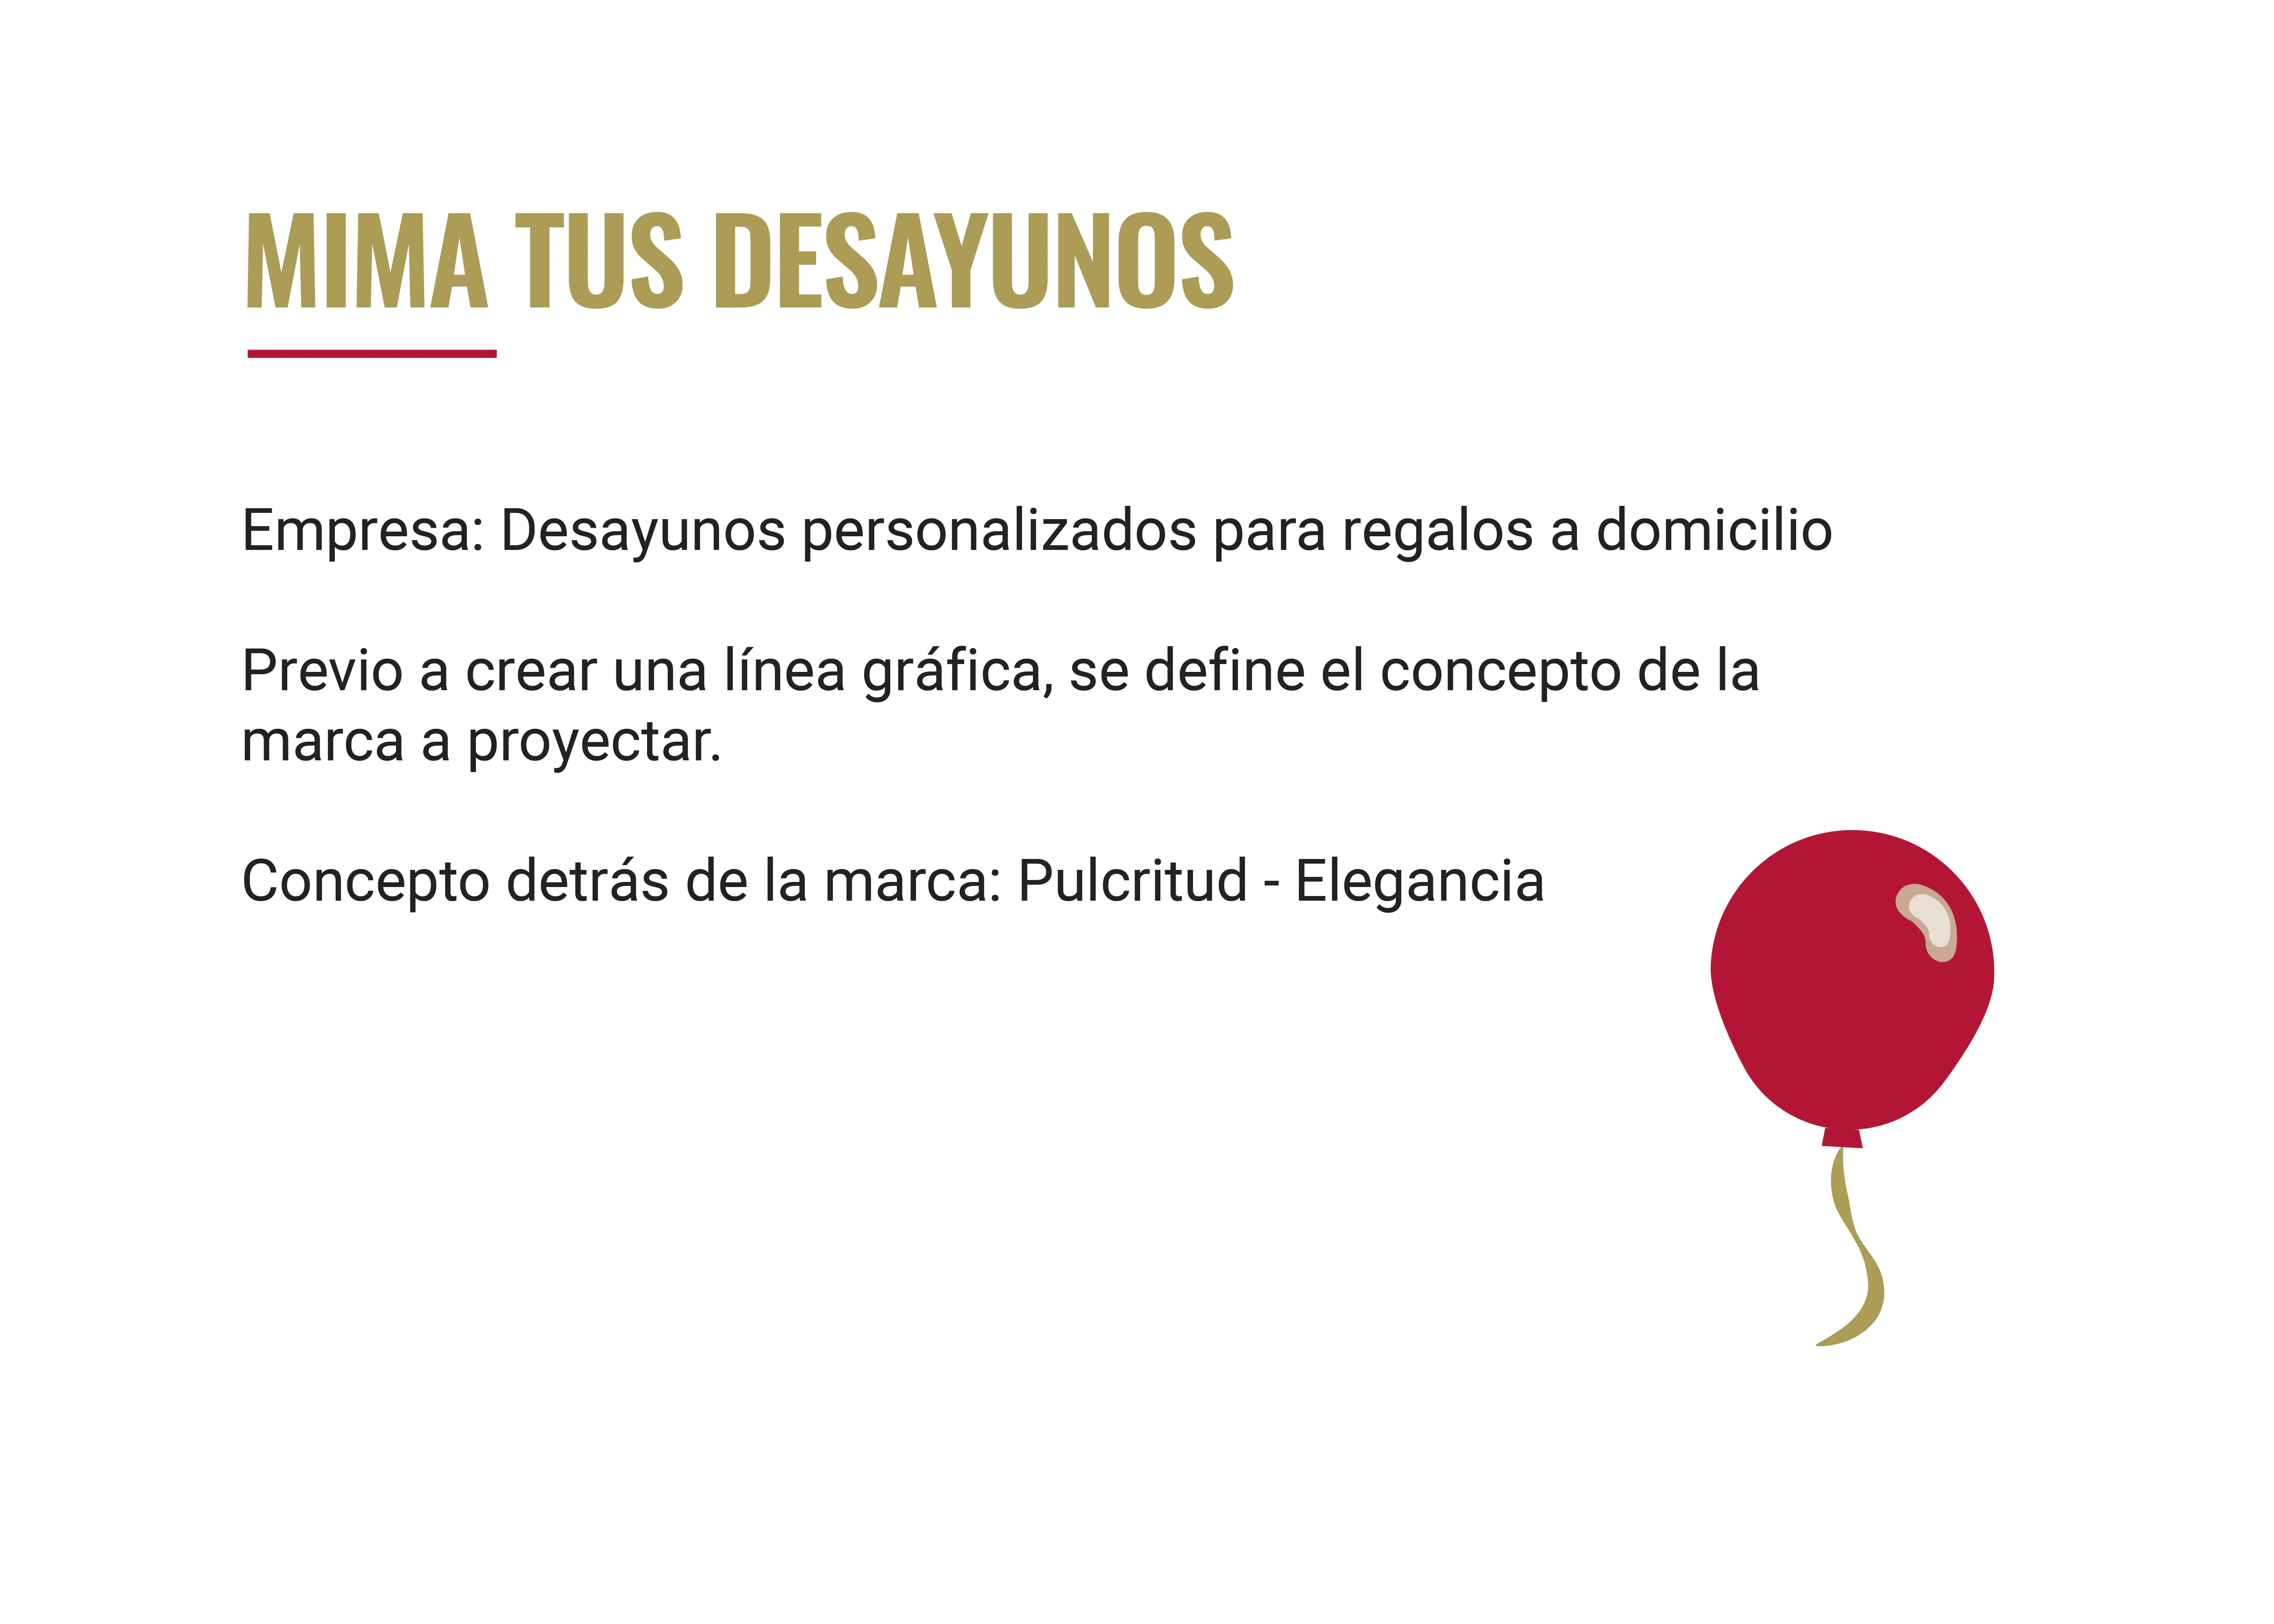 MIMA TUS DESAYUNOS
Empresa: Desayunos personalizados para regalos a domicilio
Previo a crear una línea gráfica, se define el concepto de la
marca a proyectar.
Concepto detrás de la marca: Pulcritud - Elegancia